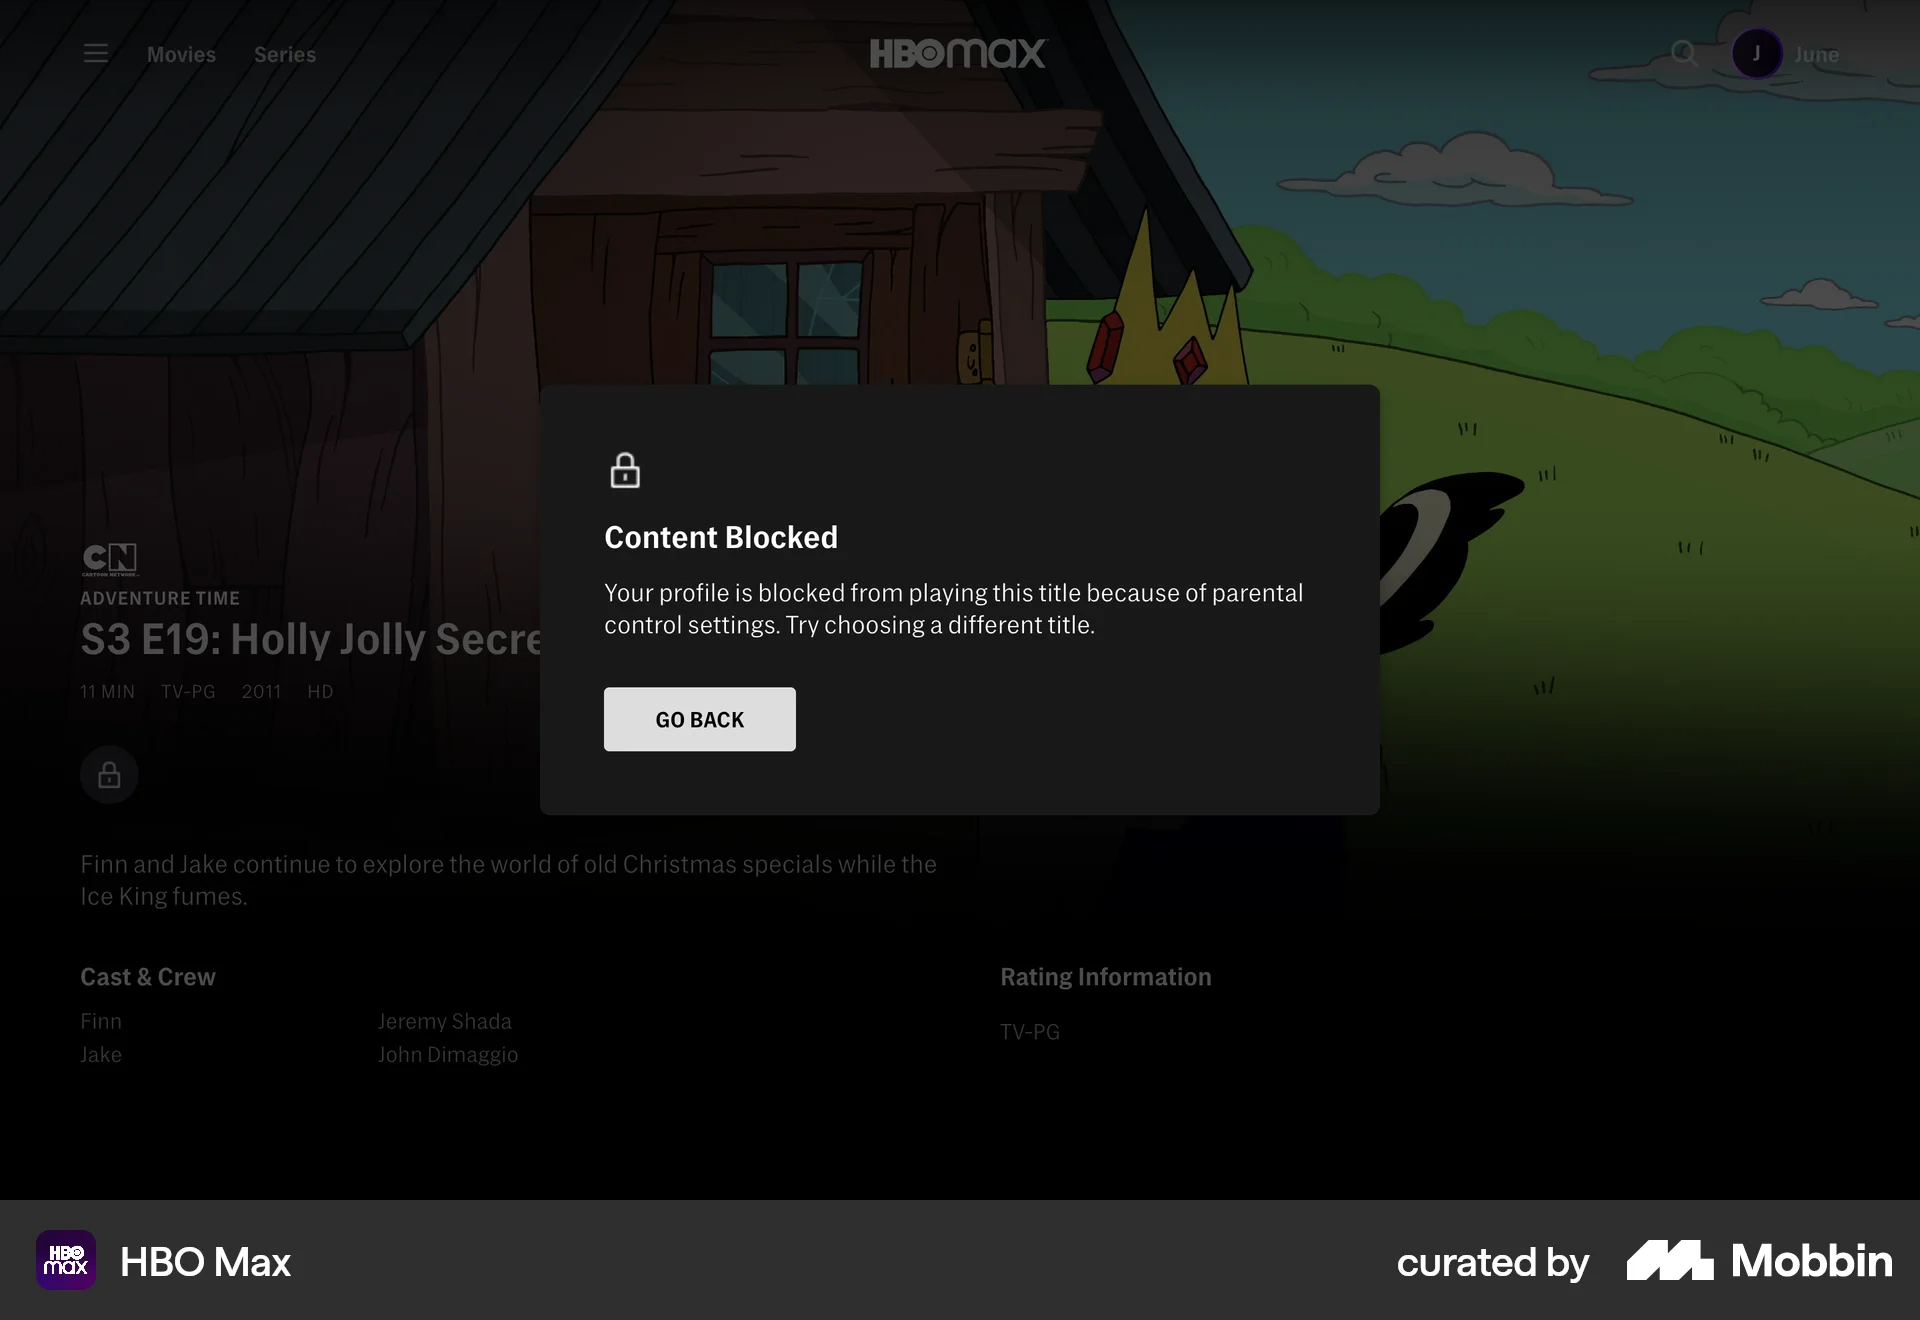 Movies
Series
HBOMAX
J
June
Content Blocked
Your profile is blocked from playing this title because of parental
control settings. Try choosing a different title.
GO BACK
CN
CARTOON NETWORK
ADVENTURE TIME
S3 E19: Holly Jolly Secre
11 MIN TV-PG 2011 HD
Finn and Jake continue to explore the world of old Christmas specials while the
Ice King fumes.
Cast & Crew
Finn Jeremy Shada
Jake John Dimaggio
Rating Information
TV-PG
HBO
max
HBO Max
curated by
Mobbin